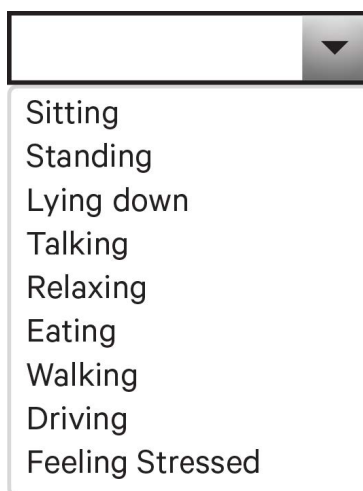 Sitting
Standing
Lying down
Talking
Relaxing
Eating
Walking
Driving
Feeling Stressed